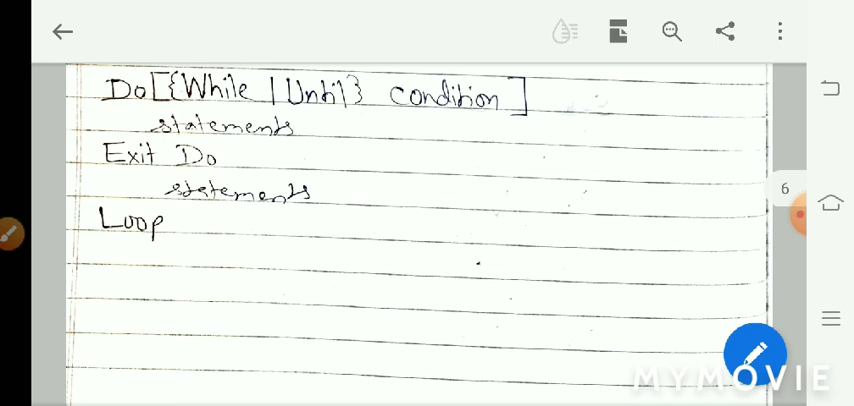 Do [{While | Until} condition ]
statements
Exit Do
statements
Loop
6
MYMOVIE